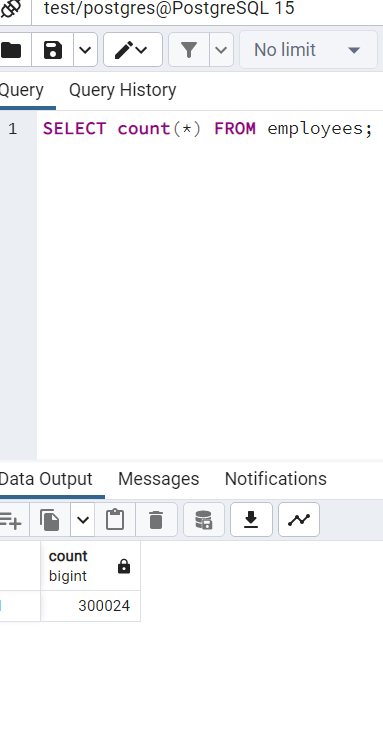 test/postgres@PostgreSQL 15
No limit
Query Query History
1 SELECT count(*) FROM employees;
Data Output Messages Notifications
count
bigint
300024